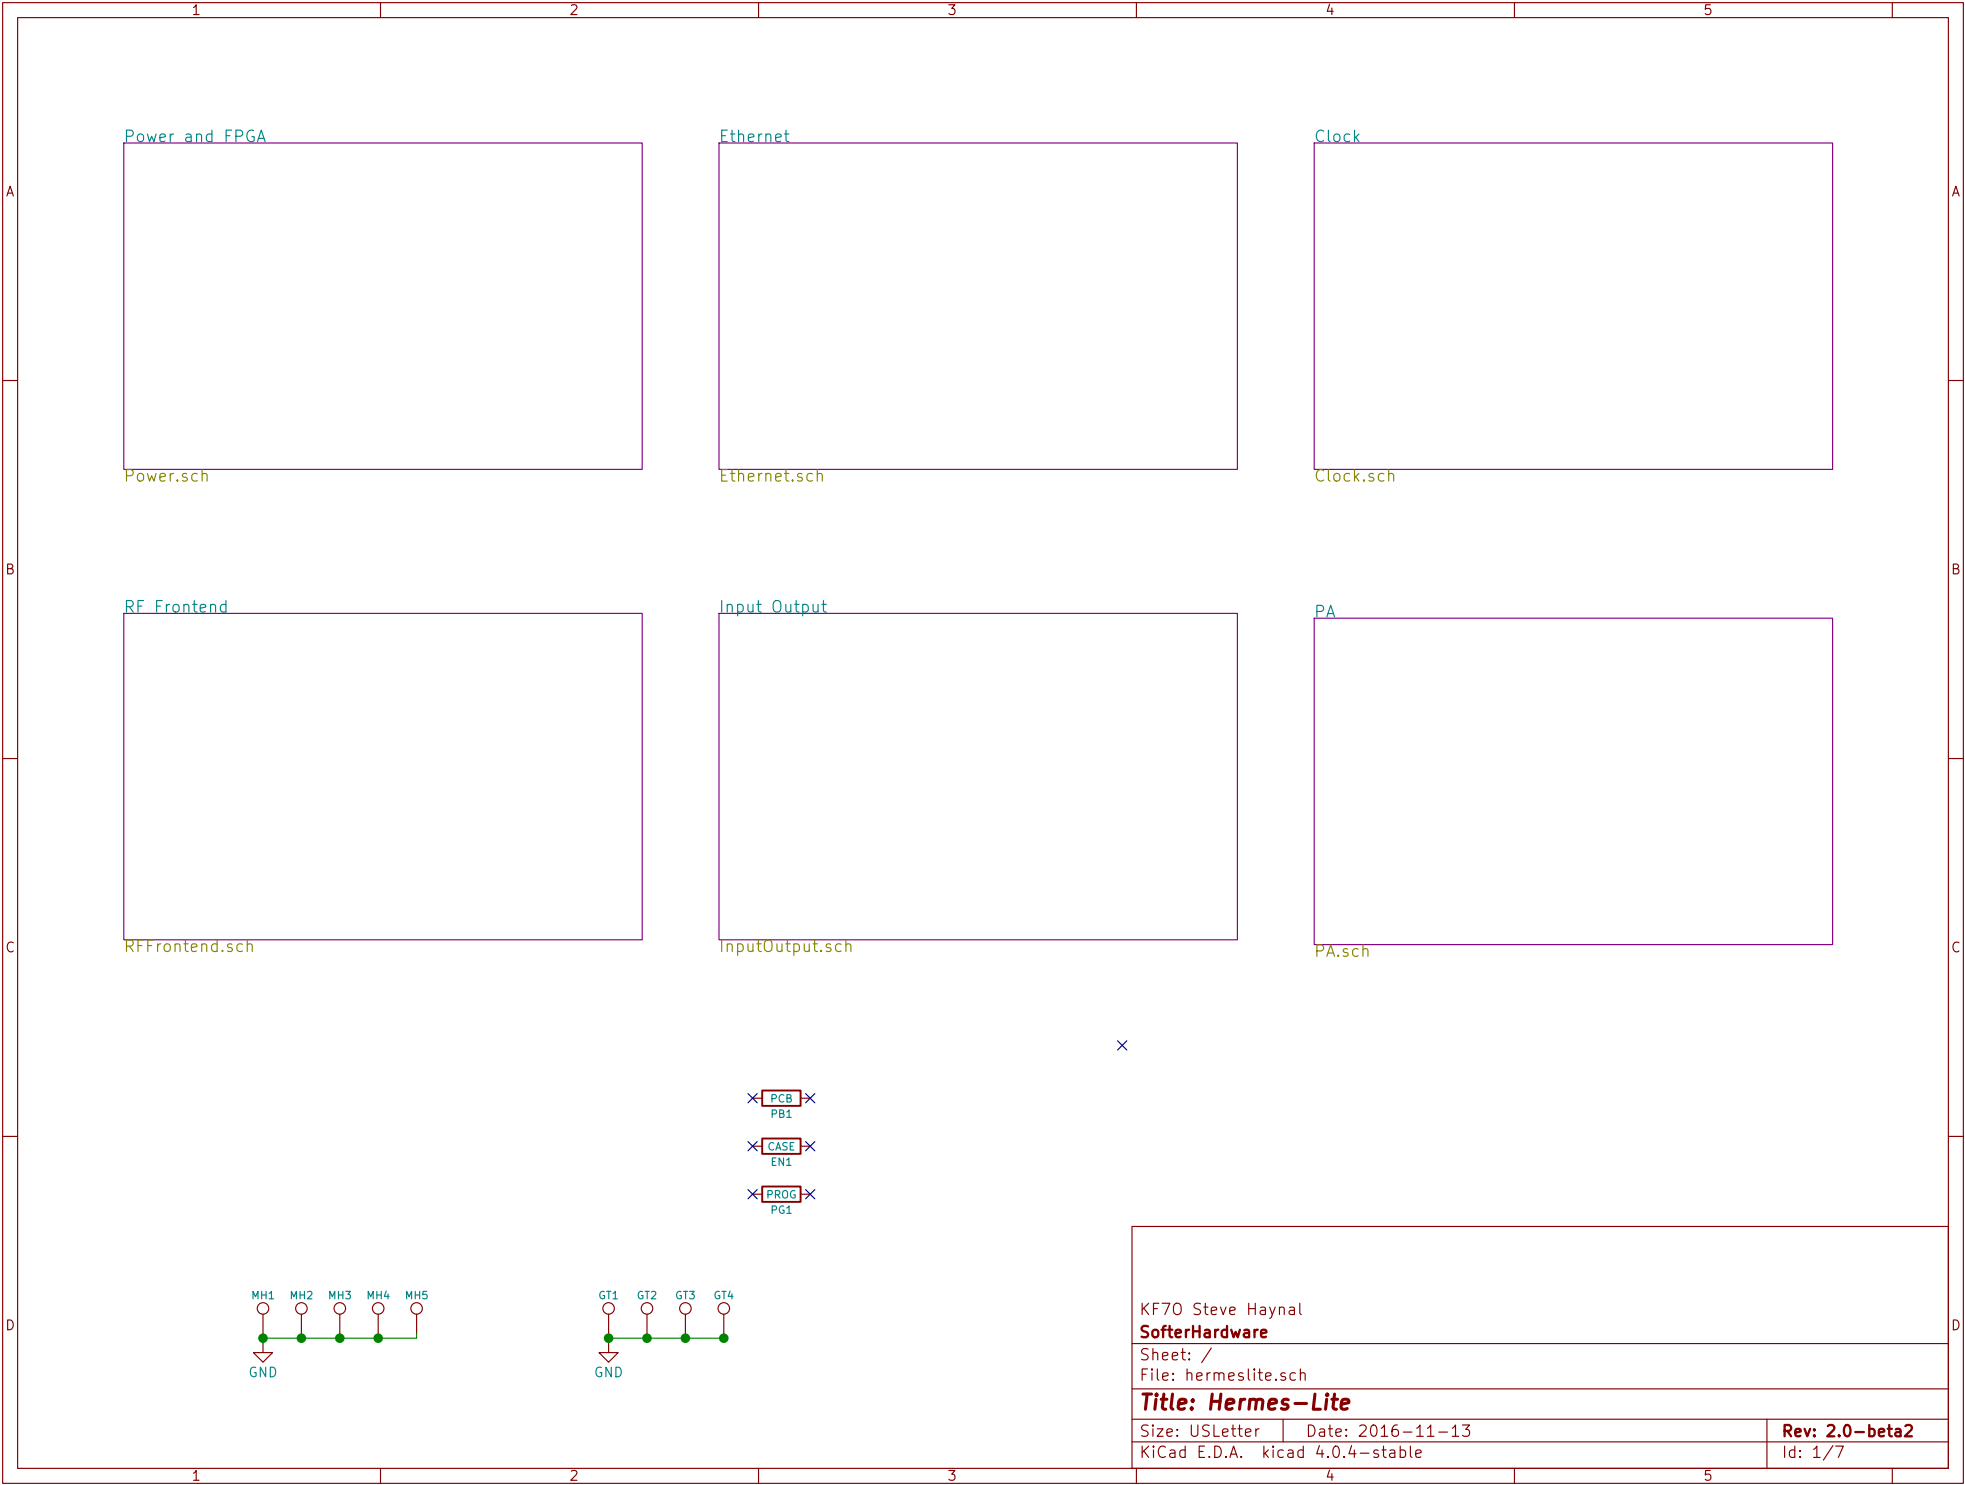 1 2 3 4 5
Power and FPGA
Ethernet
Clock
A
A
Power.sch
Ethernet.sch
Clock.sch
B
B
RF Frontend
Input Output
PA
RFFrontend.sch
InputOutput.sch
PA.sch
C
C
PCB
PB1
CASE
EN1
PROG
PG1
MH1 MH2 MH3 MH4 MH5
GND
GT1 GT2 GT3 GT4
GND
D
D
KF7O Steve Haynal
SofterHardware
Sheet: /
File: hermeslite.sch
Title: Hermes-Lite
Size: USLetter
Date: 2016-11-13
Rev: 2.0-beta2
KiCad E.D.A. kicad 4.0.4-stable
Id: 1/7
1 2 3 4 5